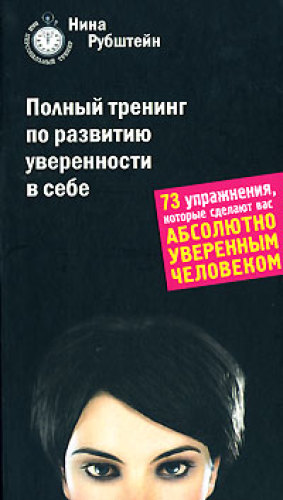 Нина
Рубштейн
Полный тренинг
по развитию
уверенности
в себе
73 упражнения,
которые сделают вас
АБСОЛЮТНО
УВЕРЕННЫМ
ЧЕЛОВЕКОМ